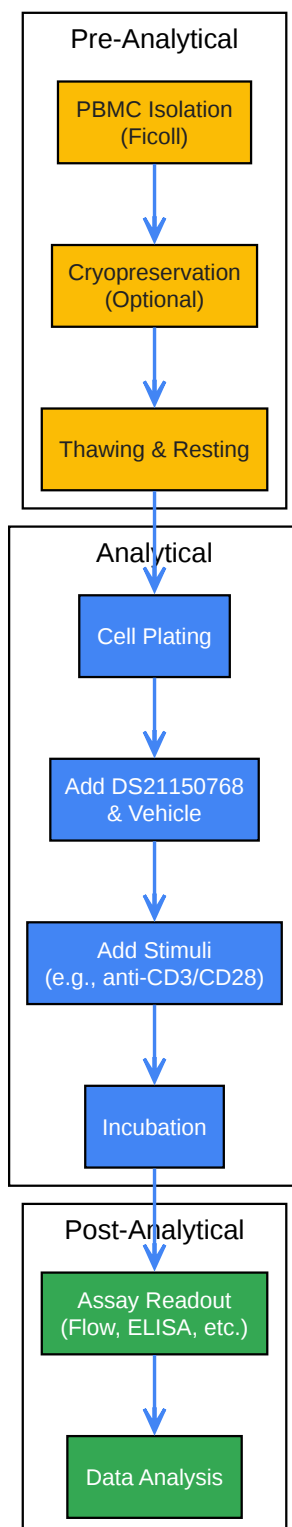 Pre-Analytical
PBMC Isolation
(Ficoll)
Cryopreservation
(Optional)
Thawing & Resting
Analytical
Cell Plating
Add DS21150768
& Vehicle
Add Stimuli
(e.g., anti-CD3/CD28)
Incubation
Post-Analytical
Assay Readout
(Flow, ELISA, etc.)
Data Analysis